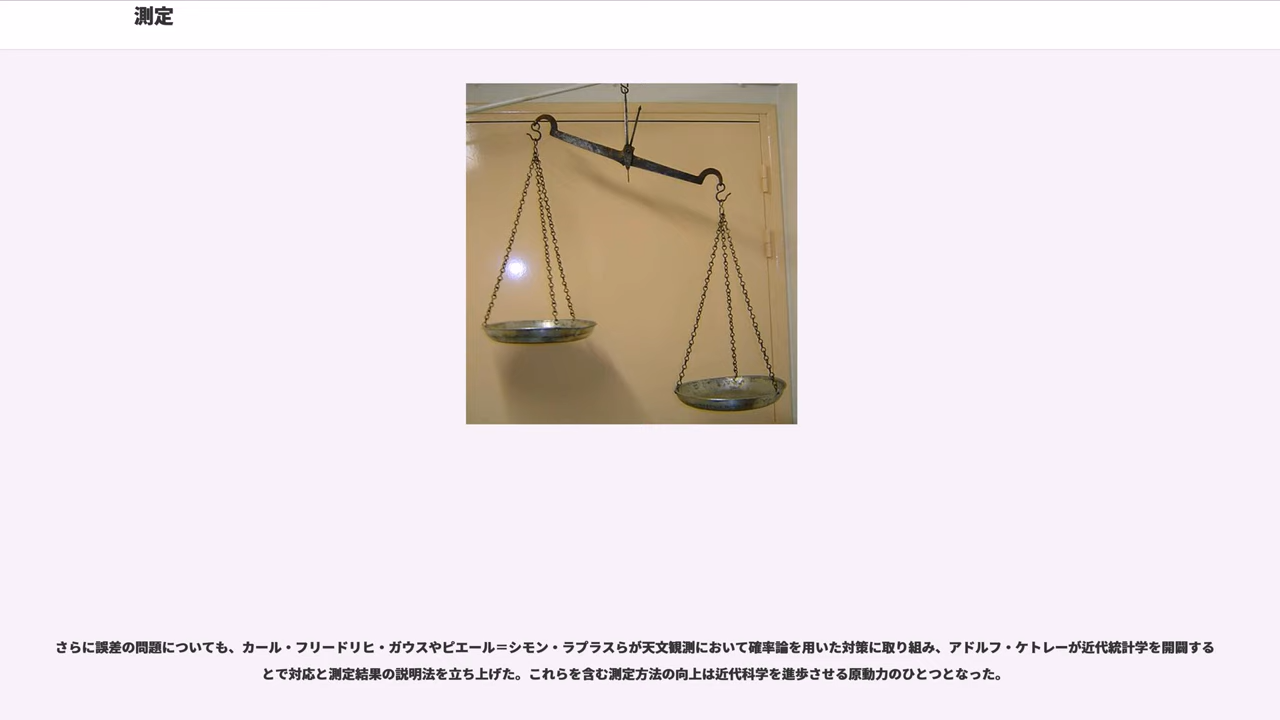 測定
さらに誤差の問題についても、カール・フリードリヒ・ガウスやピエール＝シモン・ラプラスらが天文観測において確率論を用いた対策に取り組み、アドルフ・ケトレーが近代統計学を開闢する
とで対応と測定結果の説明法を立ち上げた。これらを含む測定方法の向上は近代科学を進歩させる原動力のひとつとなった。